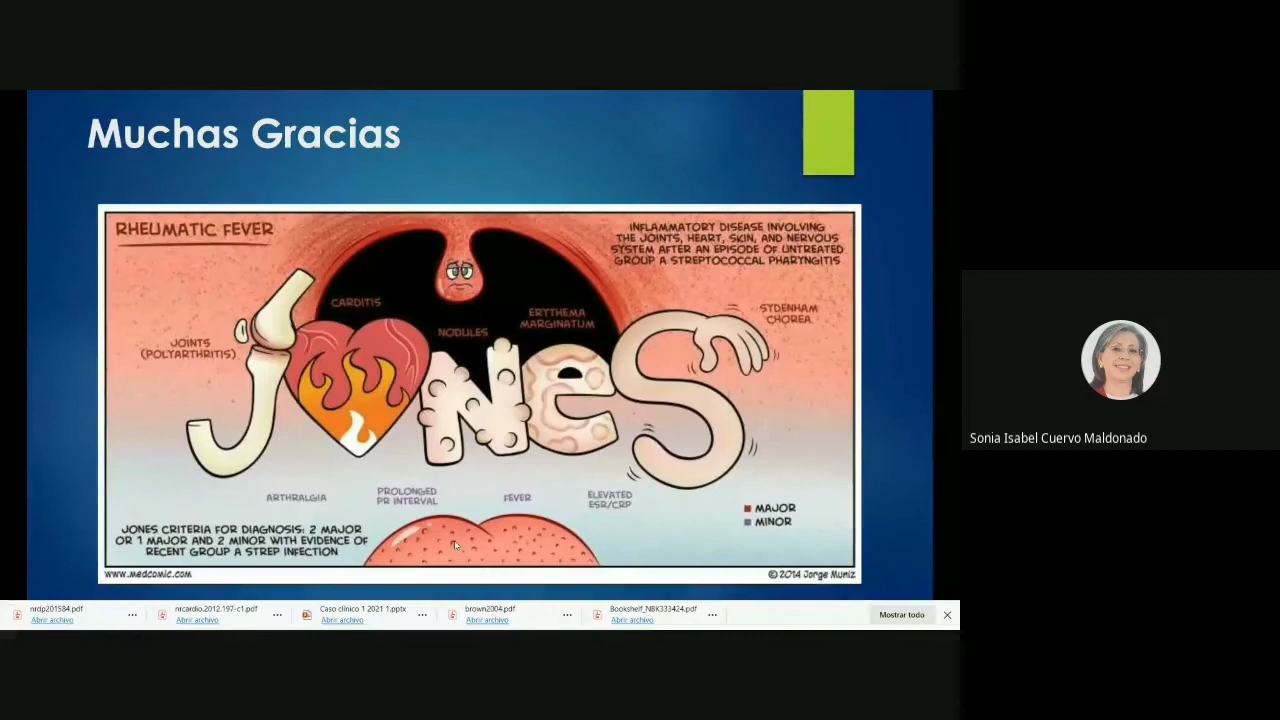 Muchas Gracias
RHEUMATIC FEVER
INFLAMMATORY DISEASE INVOLVING
THE JOINTS, HEART, SKIN, AND NERVOUS
SYSTEM AFTER AN EPISODE OF UNTREATED
GROUP A STREPTOCOCCAL PHARYNGITIS
CARDITIS
NODULES
ERYTHEMA
MARGINATUM
SYDENHAM
CHOREA
JOINTS
(POLYARTHRITIS)
JONES
ARTHRALGIA
PROLONGED
PR INTERVAL
FEVER
ELEVATED
ESR/CRP
MAJOR
MINOR
JONES CRITERIA FOR DIAGNOSIS: 2 MAJOR
OR 1 MAJOR AND 2 MINOR WITH EVIDENCE OF
RECENT GROUP A STREP INFECTION
www.medcomic.com
© 2014 Jorge Muniz
Sonia Isabel Cuervo Maldonado
nrdp201584.pdf
Abrir archivo
nrcardio.2012.197-c1.pdf
Abrir archivo
Caso clínico 1 2021 1.pptx
Abrir archivo
brown2004.pdf
Abrir archivo
Bookshelf_NBK333424.pdf
Abrir archivo
Mostrar todo